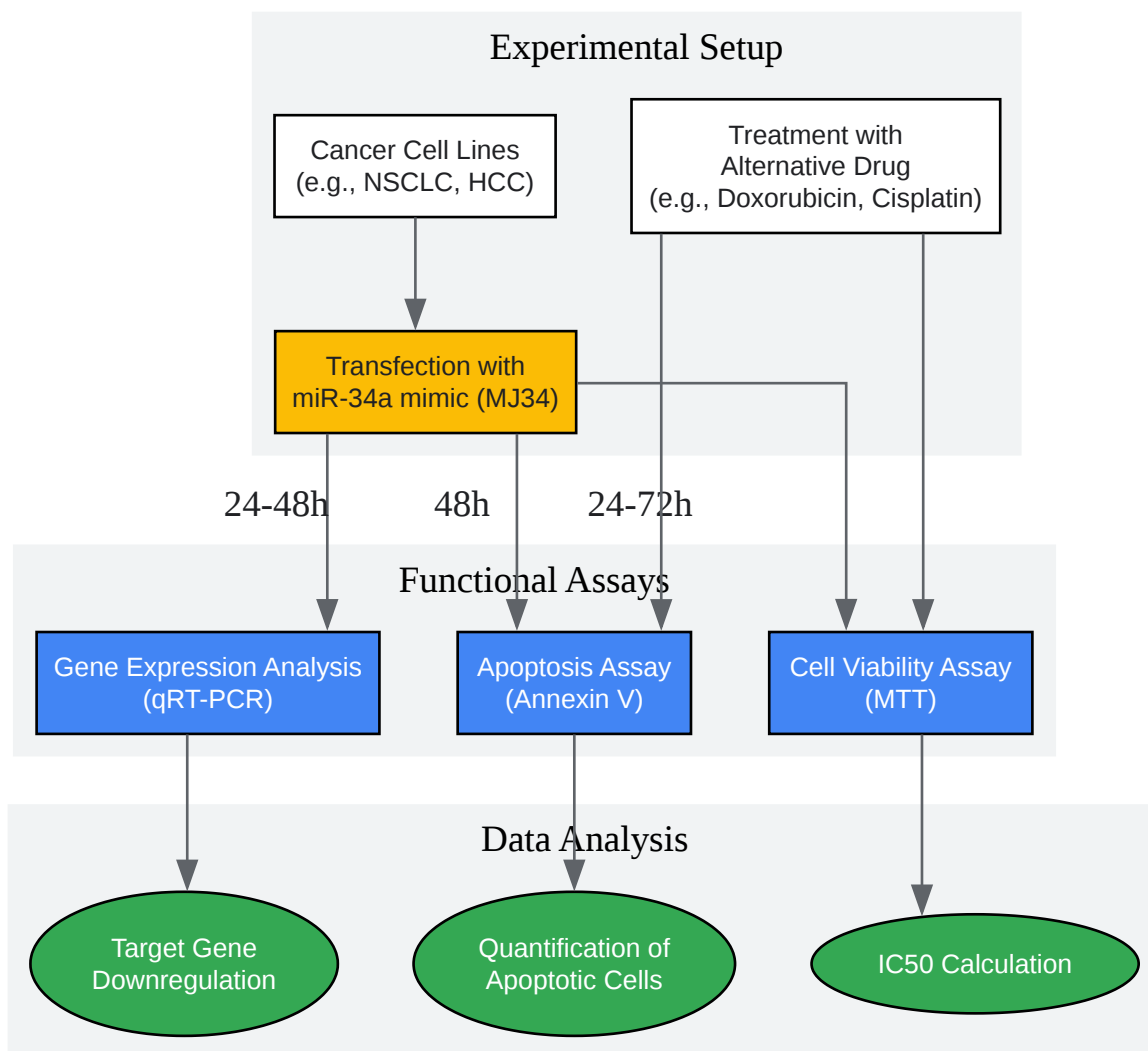 Experimental Setup
Cancer Cell Lines
(e.g., NSCLC, HCC)
Treatment with
Alternative Drug
(e.g., Doxorubicin, Cisplatin)
Transfection with
miR-34a mimic (MJ34)
24-48h
48h
24-72h
Functional Assays
Gene Expression Analysis
(qRT-PCR)
Apoptosis Assay
(Annexin V)
Cell Viability Assay
(MTT)
Data Analysis
Target Gene
Downregulation
Quantification of
Apoptotic Cells
IC50 Calculation